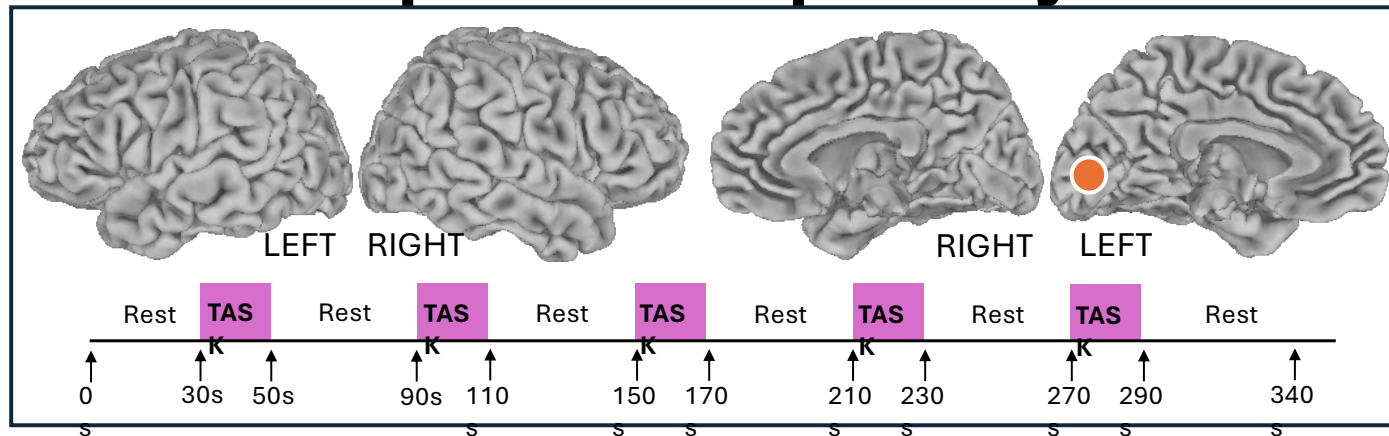 LEFT RIGHT RIGHT LEFT
Rest TAS Rest TAS Rest TAS Rest TAS Rest TAS Rest
K K K K K
0 30s 50s 90s 110 150 170 210 230 270 290 340
s s s s s s s s s